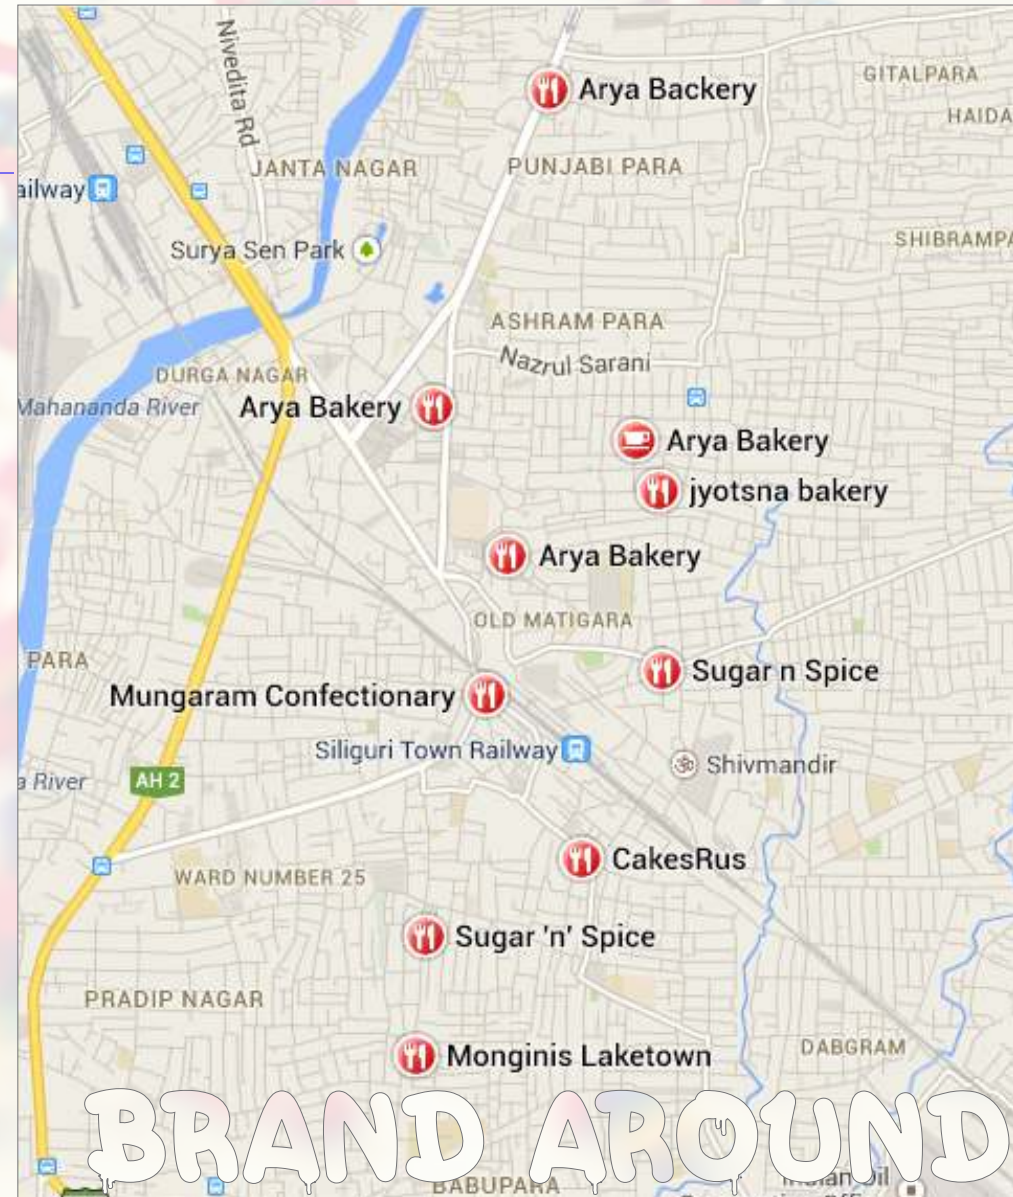 Nivedita Rd
GITALPARA
Arya Backery
HAIDA
JANTA NAGAR
PUNJABI PARA
ailway
SHIBRAMPA
Surya Sen Park
ASHRAM PARA
Nazrul Sarani
DURGA NAGAR
Mahananda River
Arya Bakery
Arya Bakery
jyotsna bakery
Arya Bakery
OLD MATIGARA
PARA
Sugar n Spice
Mungaram Confectionary
Siliguri Town Railway
Shivmandir
a River
AH 2
CakesRus
WARD NUMBER 25
Sugar 'n' Spice
PRADIP NAGAR
DABGRAM
Monginis Laketown
BRAND AROUND
BABUPARA